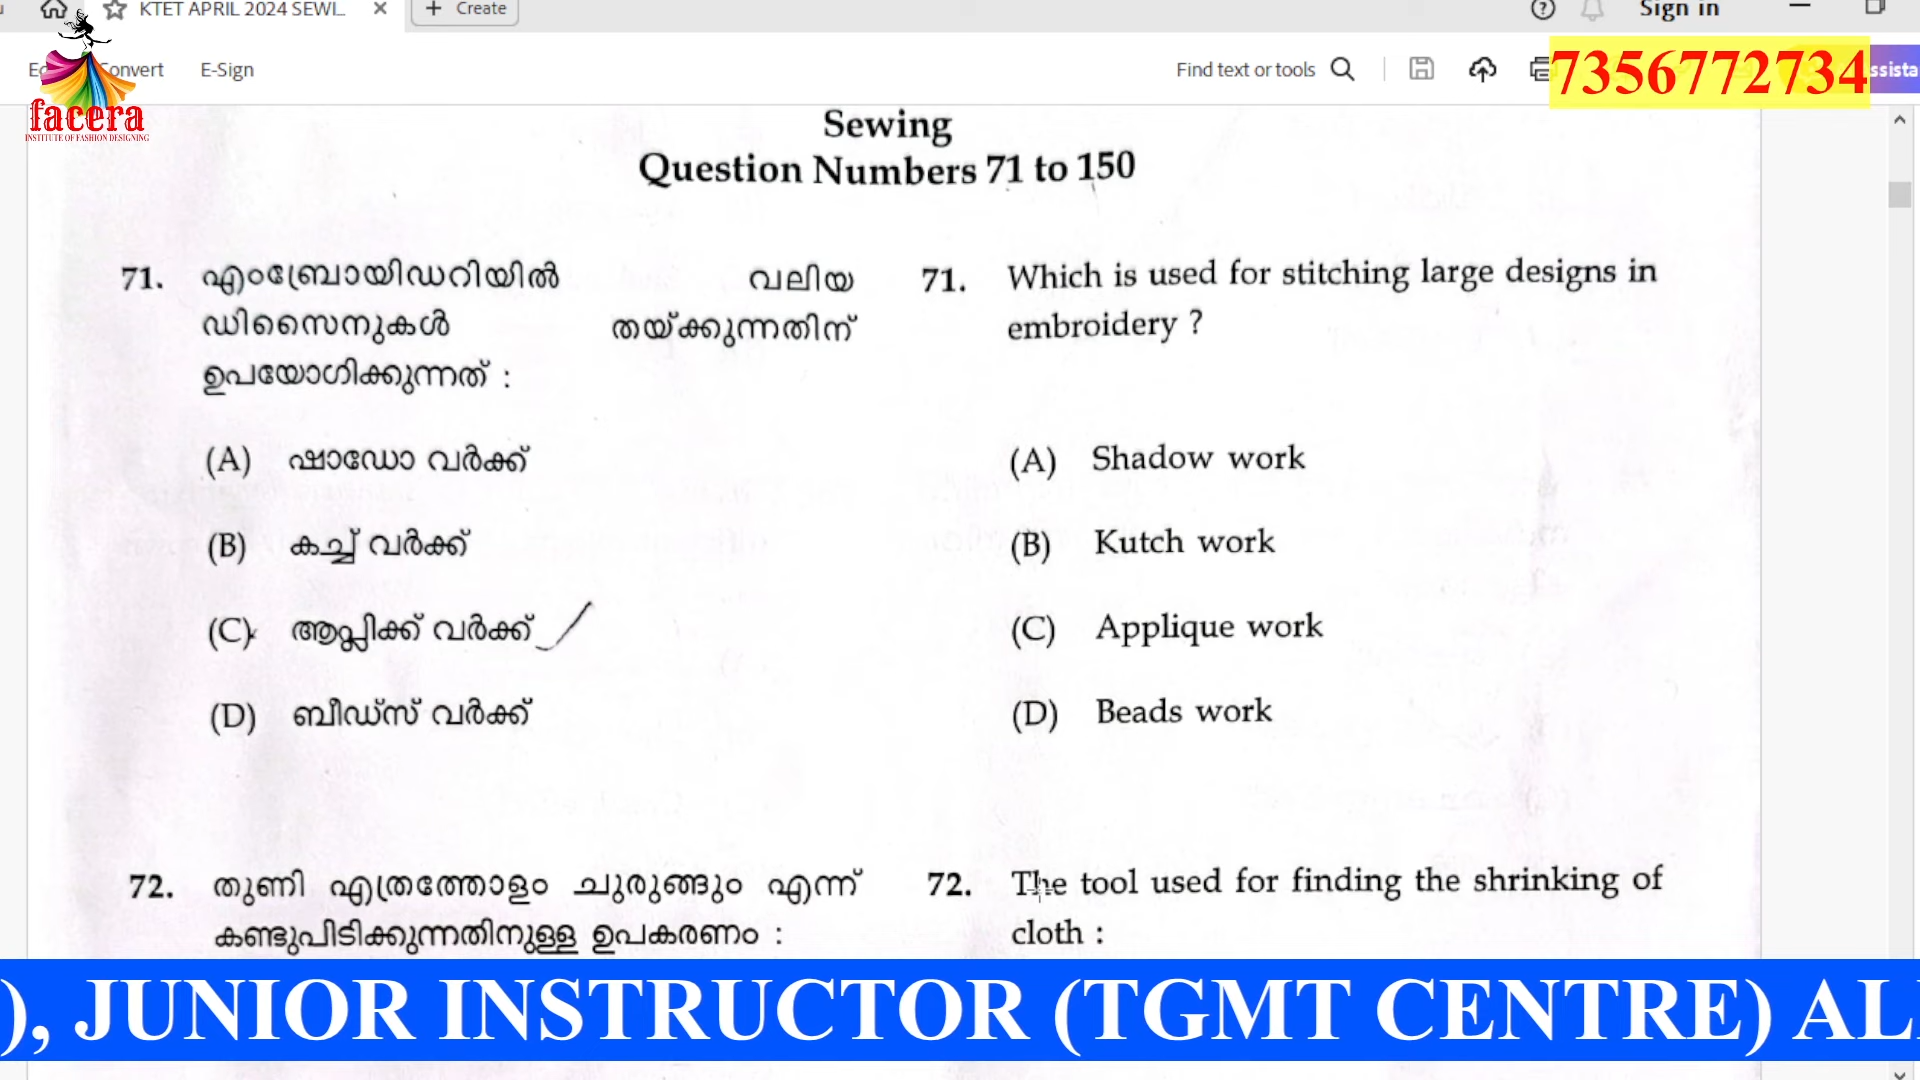 KTET APRIL 2024 SEWI...
Create
Sign in
Convert
E-Sign
Find text or tools
7356772734
facera
INSTITUTE OF FASHION DESIGNING
Sewing
Question Numbers 71 to 150
71. എംബ്രോയിഡറിയിൽ വലിയ
ഡിസൈനുകൾ തയ്ക്കുന്നതിന്
ഉപയോഗിക്കുന്നത് :
(A) ഷാഡോ വർക്ക്
(B) കച്ച് വർക്ക്
(C) ആപ്ലിക്ക് വർക്ക്
(D) ബീഡ്സ് വർക്ക്
71. Which is used for stitching large designs in
embroidery ?
(A) Shadow work
(B) Kutch work
(C) Applique work
(D) Beads work
72. തുണി എത്രത്തോളം ചുരുങ്ങും എന്ന്
കണ്ടുപിടിക്കുന്നതിനുള്ള ഉപകരണം :
72. The tool used for finding the shrinking of
cloth :
), JUNIOR INSTRUCTOR (TGMT CENTRE)